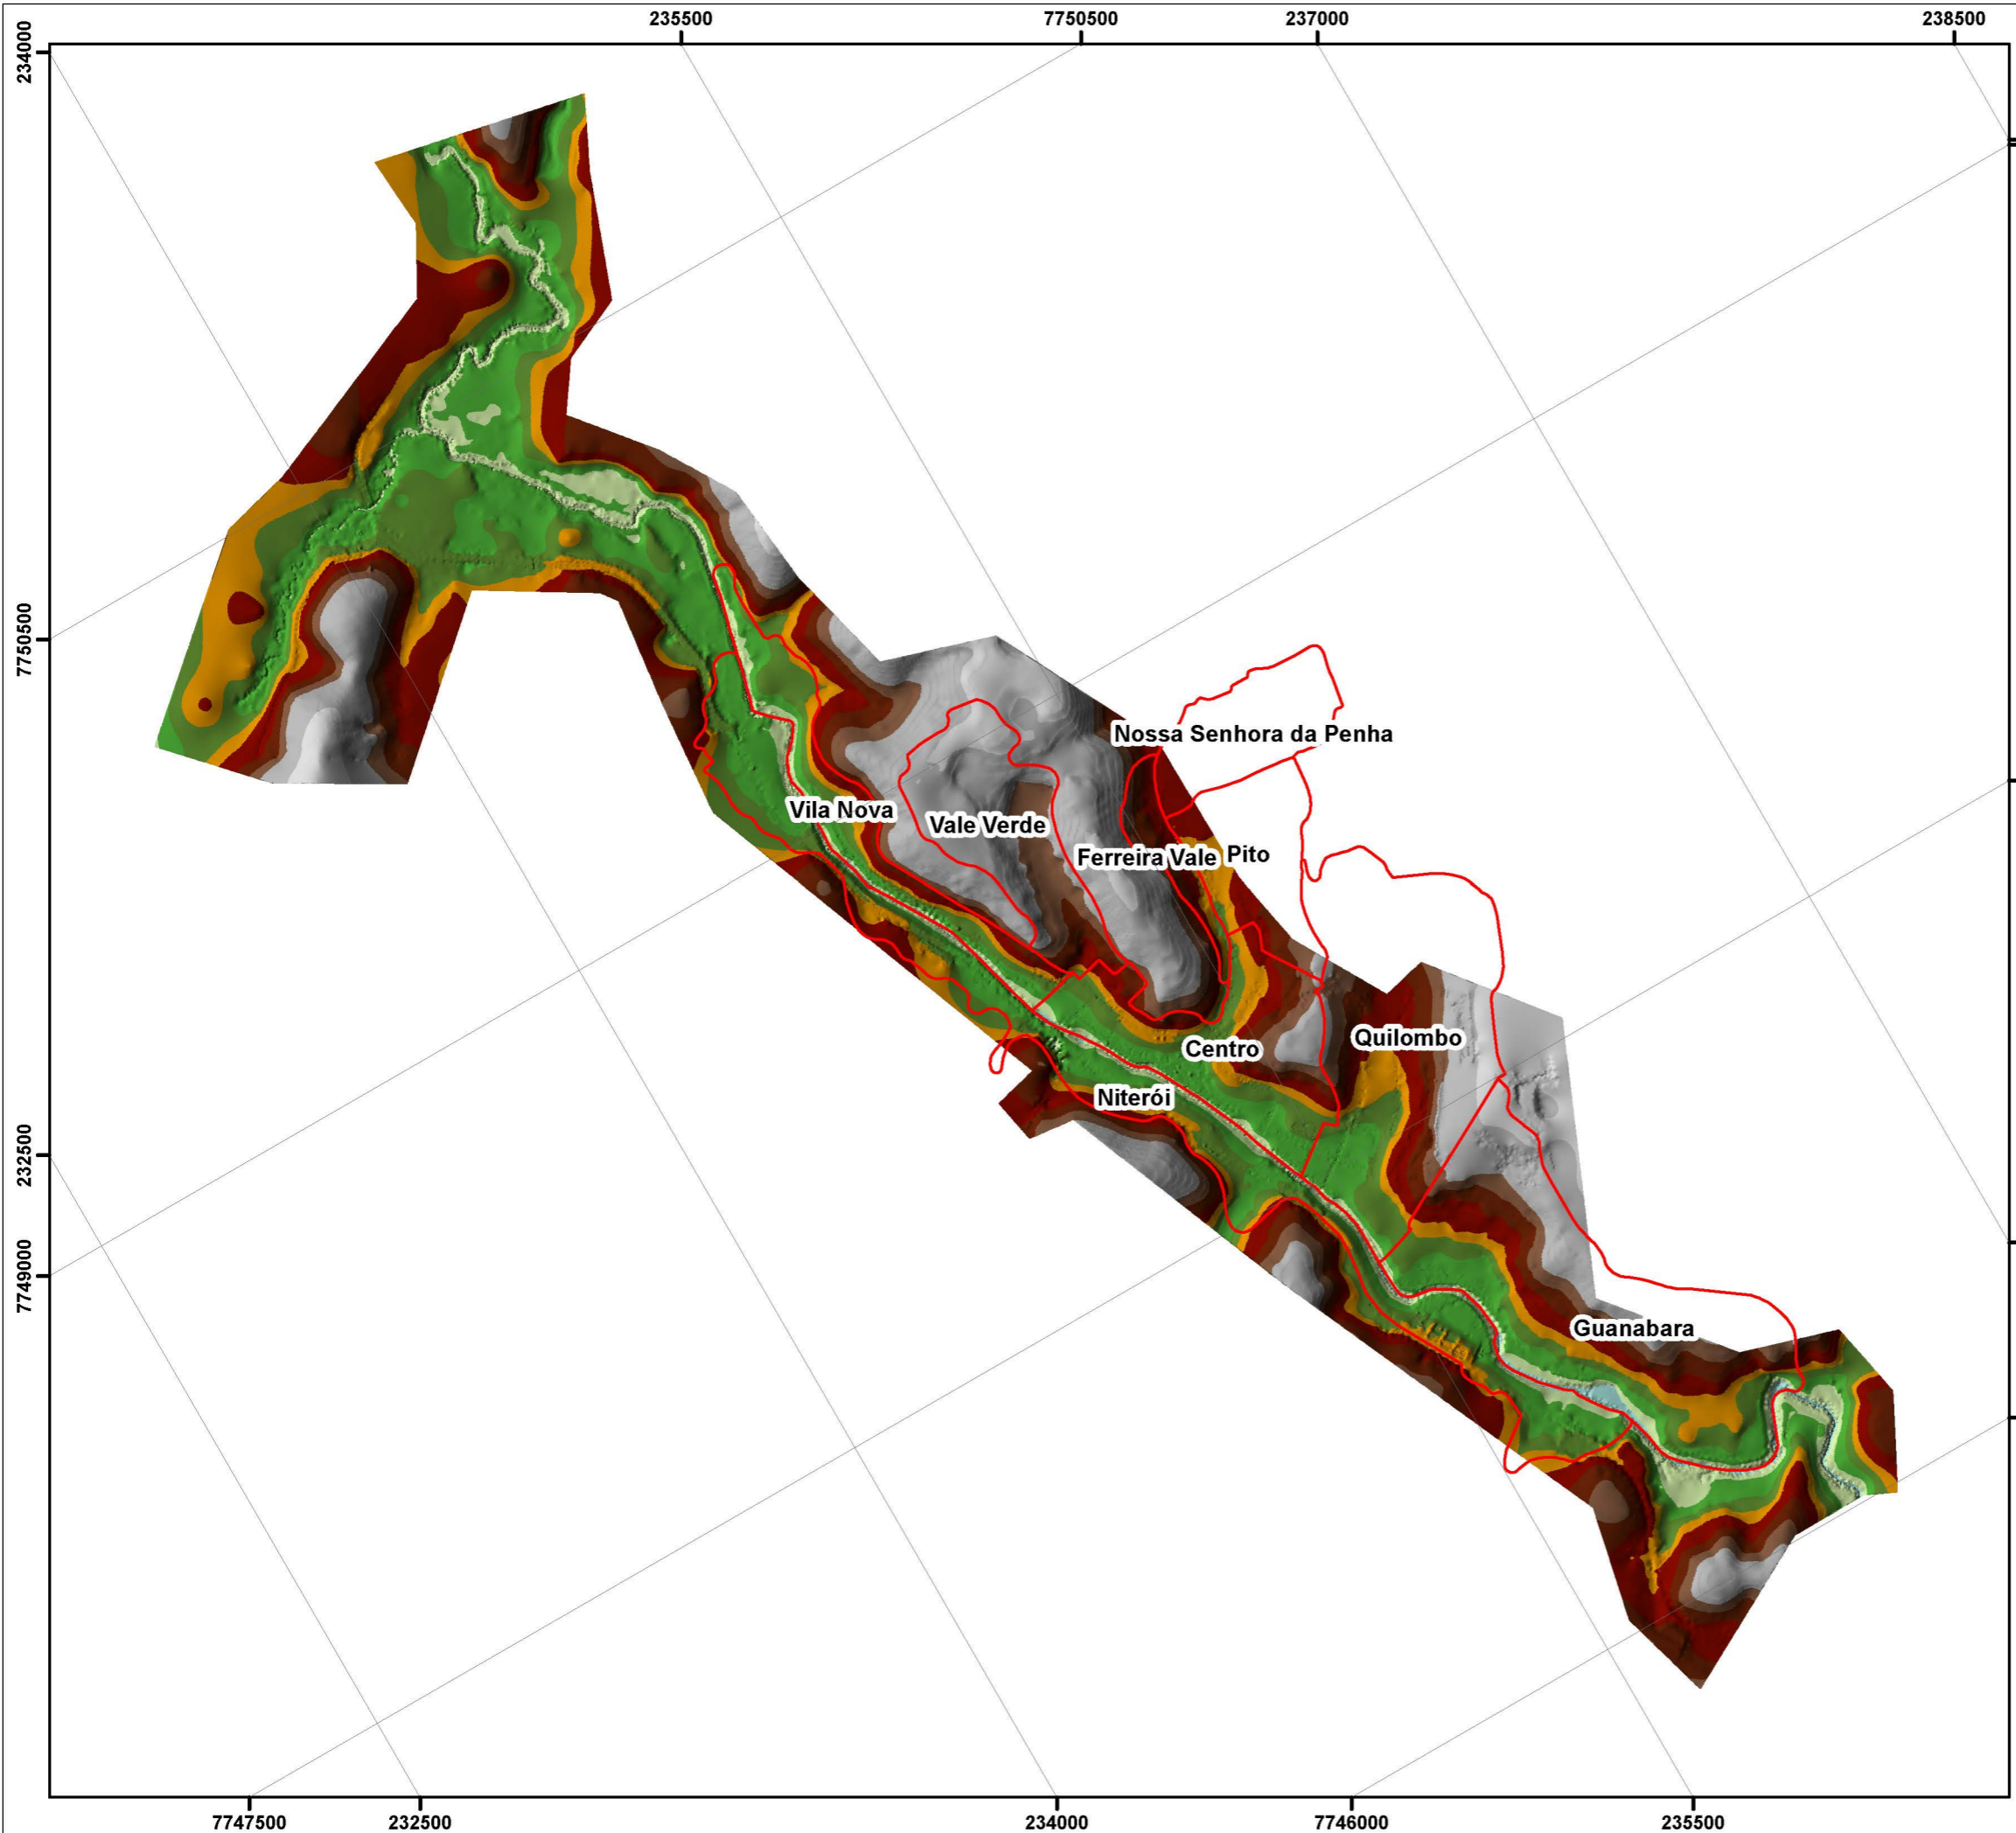 235500
7750500
237000
238500
234000
7750500
232500
7749000
Nossa Senhora da Penha
Vila Nova
Vale Verde
Ferreira Vale
Pito
Centro
Quilombo
Niterói
Guanabara
7747500
232500
234000
7746000
235500